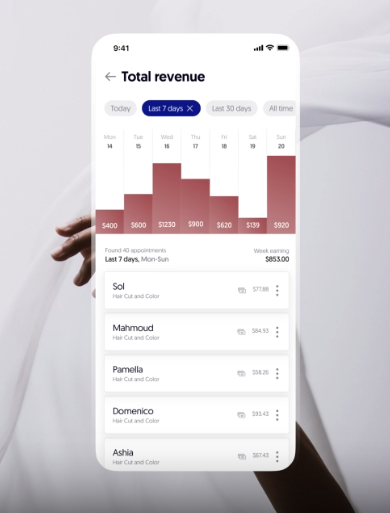 9:41
← Total revenue
Today
Last 7 days ×
Last 30 days
All time
Mon Tue Wed Thu Fri Sat Sun
14 15 16 17 18 19 20
$400 $600 $1230 $900 $620 $139 $920
Found 40 appointments
Week earning
Last 7 days, Mon-Sun
$853.00
Sol
Hair Cut and Color
$77.88
Mahmoud
Hair Cut and Color
$64.93
Pamella
Hair Cut and Color
$58.26
Domenico
Hair Cut and Color
$93.43
Ashia
Hair Cut and Color
$67.43